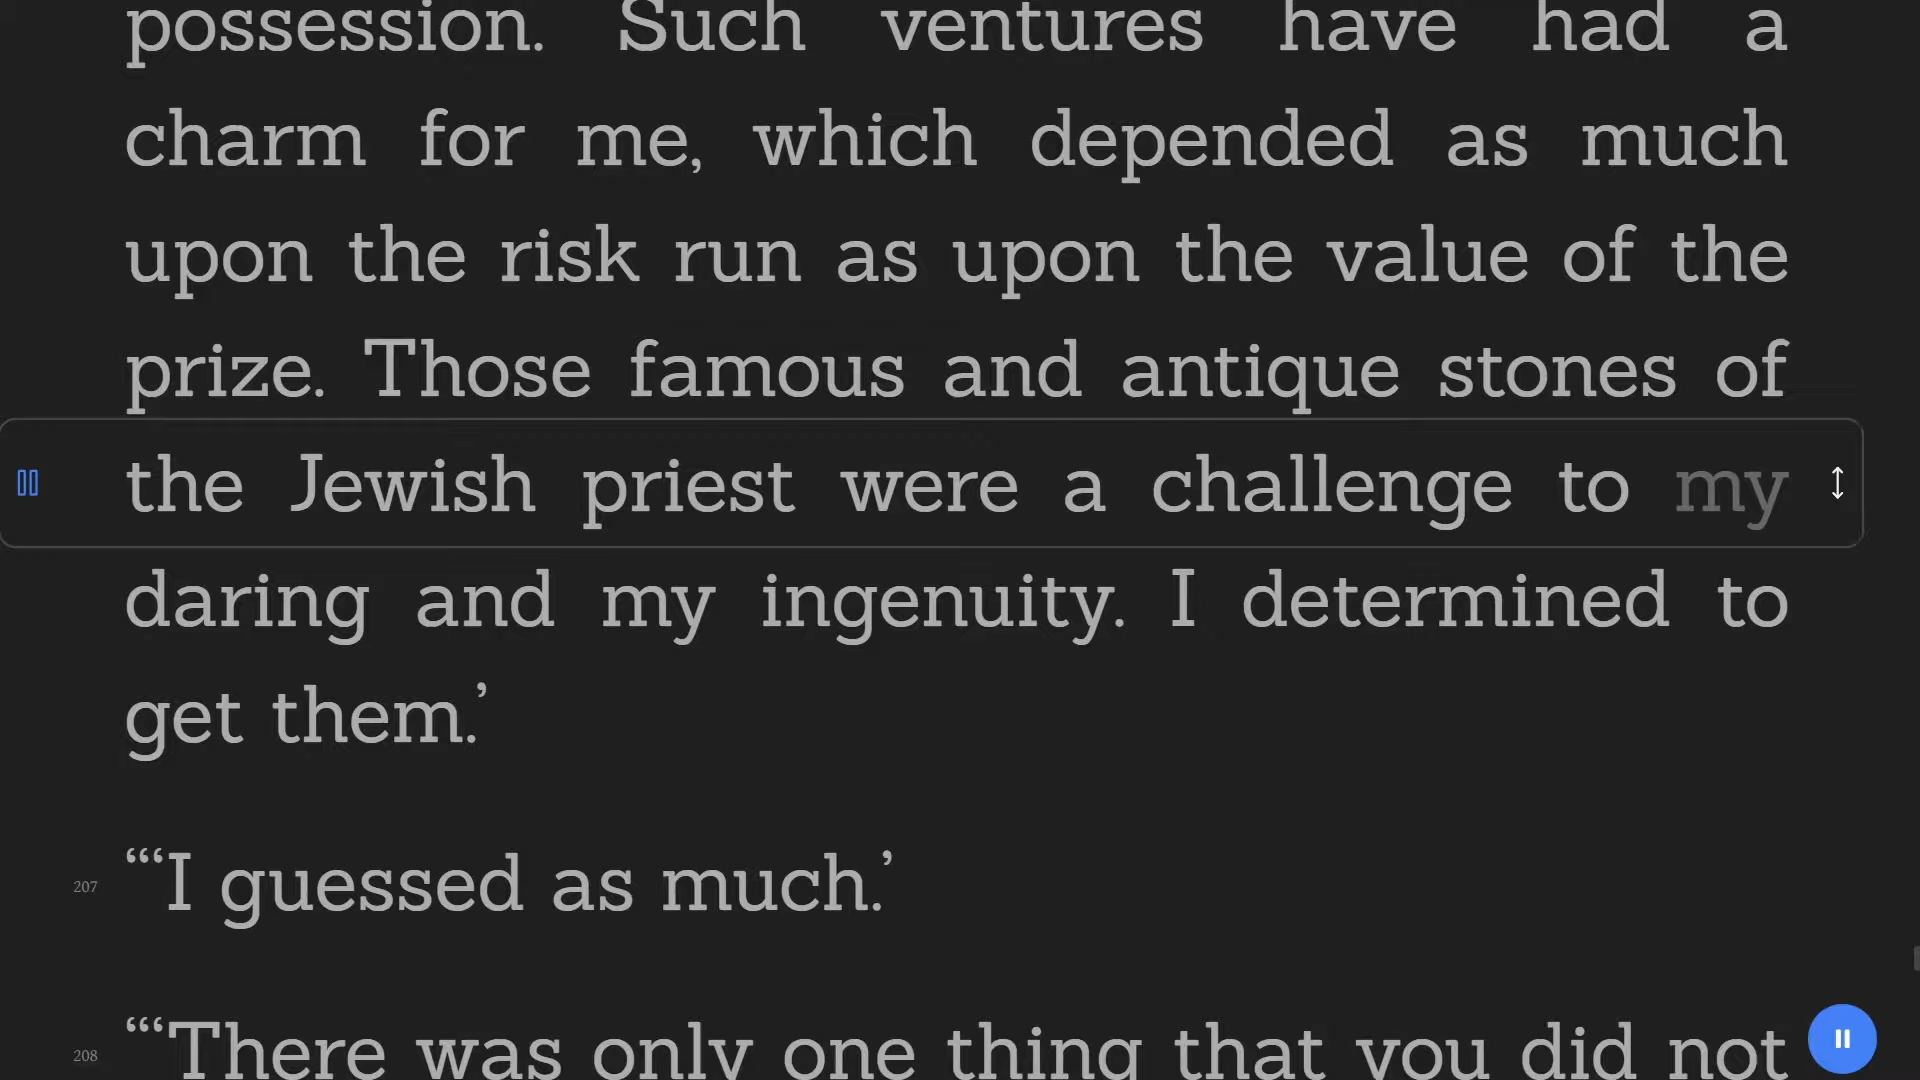 possession. Such ventures have had a
charm for me, which depended as much
upon the risk run as upon the value of the
prize. Those famous and antique stones of
the Jewish priest were a challenge to my
daring and my ingenuity. I determined to
get them.’
207 “‘“I guessed as much.’
208 “‘“There was only one thing that you did not